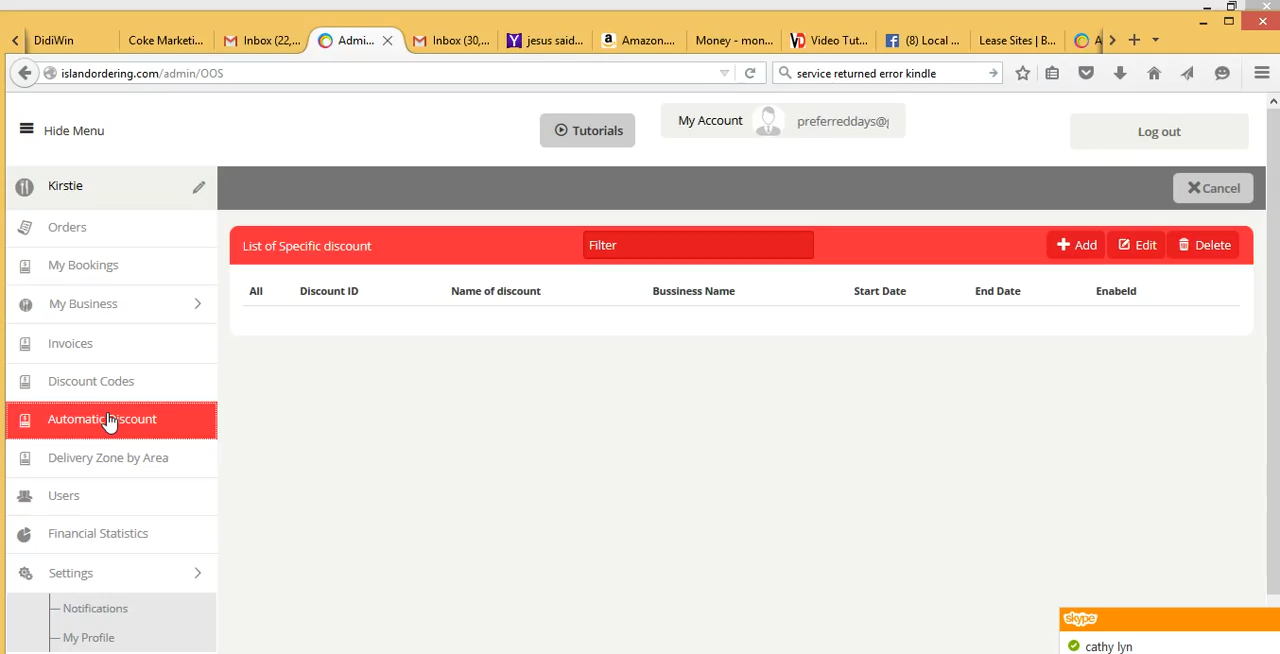 DidiWin
Coke Marketi...
Inbox (22,...
Admi...
Inbox (30,...
jesus said...
Amazon....
Money - mon...
Video Tut...
(8) Local ...
Lease Sites | B...
A
islandordering.com/admin/OOS
service returned error kindle
Hide Menu
Tutorials
My Account
preferreddays@
Log out
Kirstie
Cancel
Orders
List of Specific discount
Filter
Add
Edit
Delete
My Bookings
All
Discount ID
Name of discount
Bussiness Name
Start Date
End Date
Enabeld
My Business
Invoices
Discount Codes
Automatic scount
Delivery Zone by Area
Users
Financial Statistics
Settings
Notifications
My Profile
skype
cathy lyn